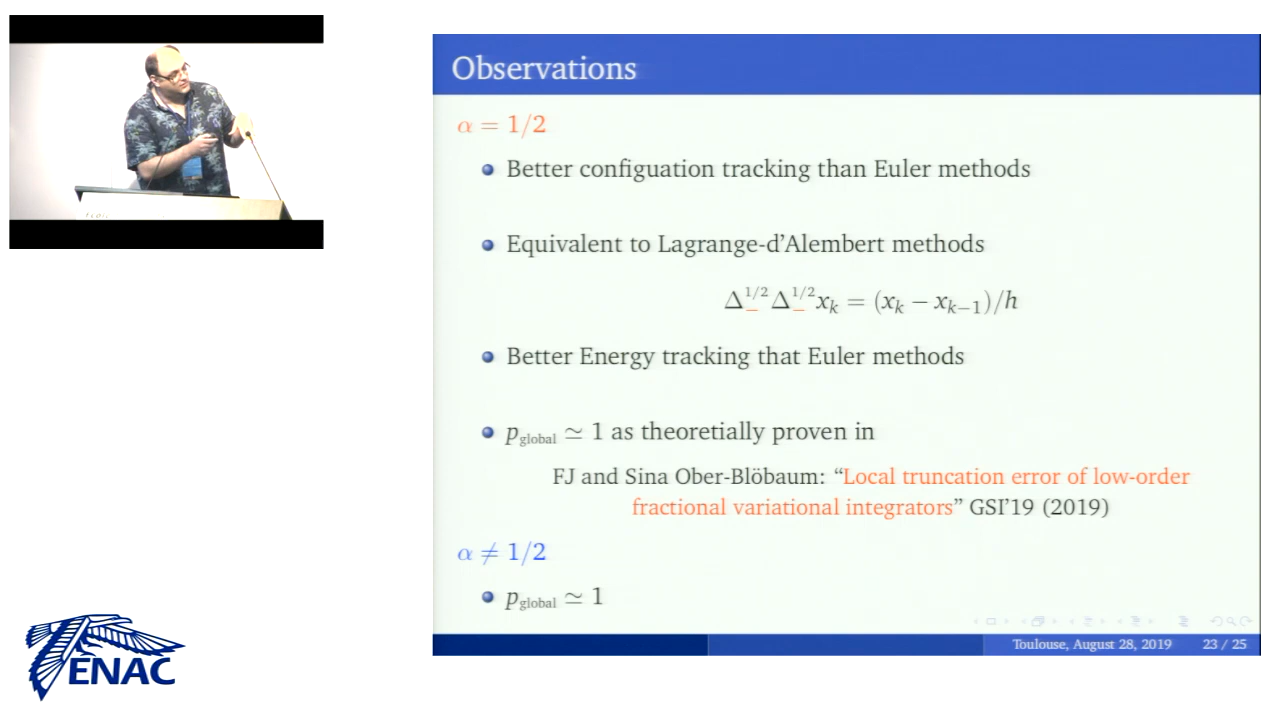 Observations
α = 1/2
Better configuation tracking than Euler methods
Equivalent to Lagrange-d'Alembert methods
Δ₋^{1/2} Δ₋^{1/2} x_k = (x_k − x_{k−1})/h
Better Energy tracking that Euler methods
p_global ≃ 1 as theoretially proven in
FJ and Sina Ober-Blöbaum: “Local truncation error of low-order
fractional variational integrators” GSI'19 (2019)
α ≠ 1/2
p_global ≃ 1
Toulouse, August 28, 2019 23 / 25
ENAC